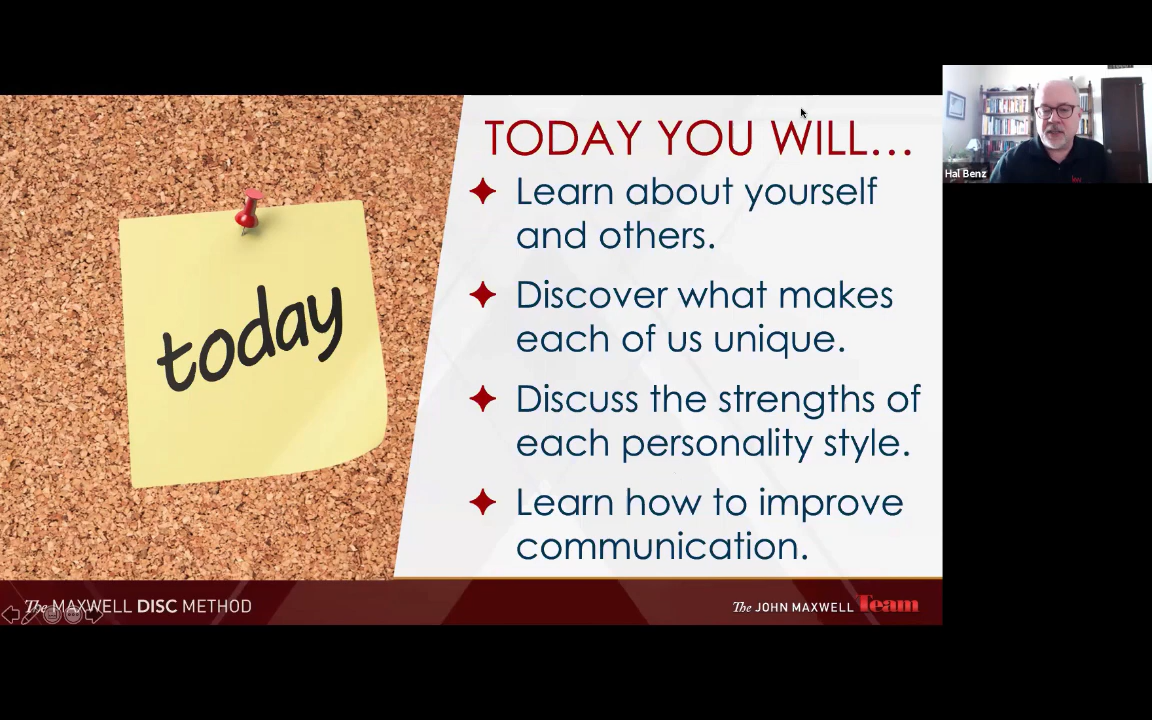 TODAY YOU WILL...
Learn about yourself
and others.
Discover what makes
each of us unique.
Discuss the strengths of
each personality style.
Learn how to improve
communication.
today
Hal Benz
The MAXWELL DISC METHOD
The JOHN MAXWELL Team